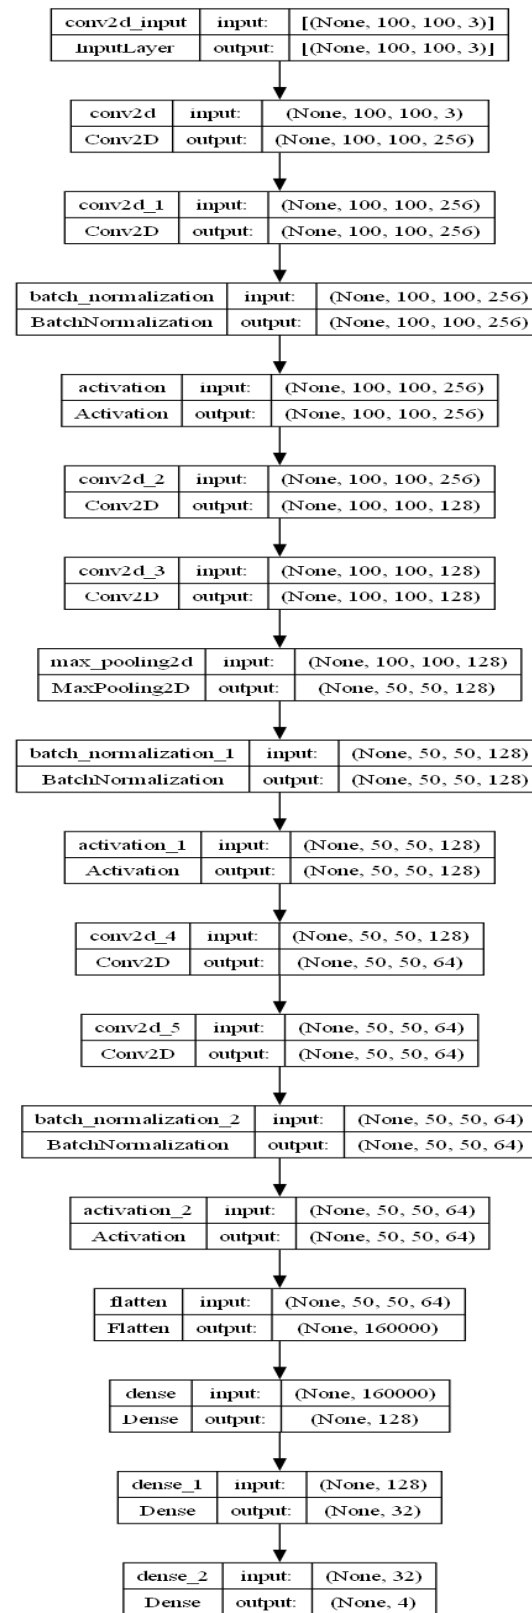 conv2d_input input: [(None, 100, 100, 3)]
InputLayer output: [(None, 100, 100, 3)]
conv2d input: (None, 100, 100, 3)
Conv2D output: (None, 100, 100, 256)
conv2d_1 input: (None, 100, 100, 256)
Conv2D output: (None, 100, 100, 256)
batch_normalization input: (None, 100, 100, 256)
BatchNormalization output: (None, 100, 100, 256)
activation input: (None, 100, 100, 256)
Activation output: (None, 100, 100, 256)
conv2d_2 input: (None, 100, 100, 256)
Conv2D output: (None, 100, 100, 128)
conv2d_3 input: (None, 100, 100, 128)
Conv2D output: (None, 100, 100, 128)
max_pooling2d input: (None, 100, 100, 128)
MaxPooling2D output: (None, 50, 50, 128)
batch_normalization_1 input: (None, 50, 50, 128)
BatchNormalization output: (None, 50, 50, 128)
activation_1 input: (None, 50, 50, 128)
Activation output: (None, 50, 50, 128)
conv2d_4 input: (None, 50, 50, 128)
Conv2D output: (None, 50, 50, 64)
conv2d_5 input: (None, 50, 50, 64)
Conv2D output: (None, 50, 50, 64)
batch_normalization_2 input: (None, 50, 50, 64)
BatchNormalization output: (None, 50, 50, 64)
activation_2 input: (None, 50, 50, 64)
Activation output: (None, 50, 50, 64)
flatten input: (None, 50, 50, 64)
Flatten output: (None, 160000)
dense input: (None, 160000)
Dense output: (None, 128)
dense_1 input: (None, 128)
Dense output: (None, 32)
dense_2 input: (None, 32)
Dense output: (None, 4)